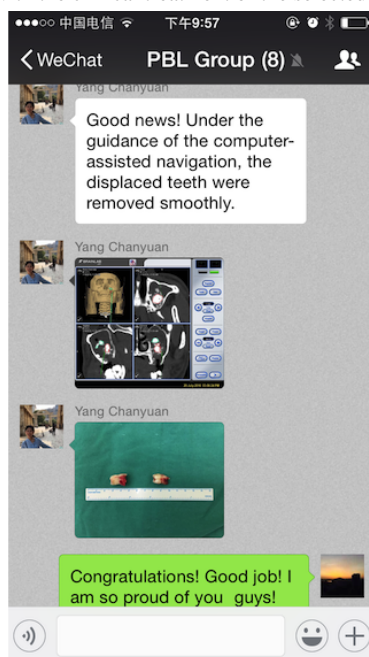 中国电信 下午9:57
WeChat PBL Group (8)
Yang Chanyuan
Good news! Under the
guidance of the computer-
assisted navigation, the
displaced teeth were
removed smoothly.
Yang Chanyuan
Yang Chanyuan
Congratulations! Good job! I
am so proud of you guys!